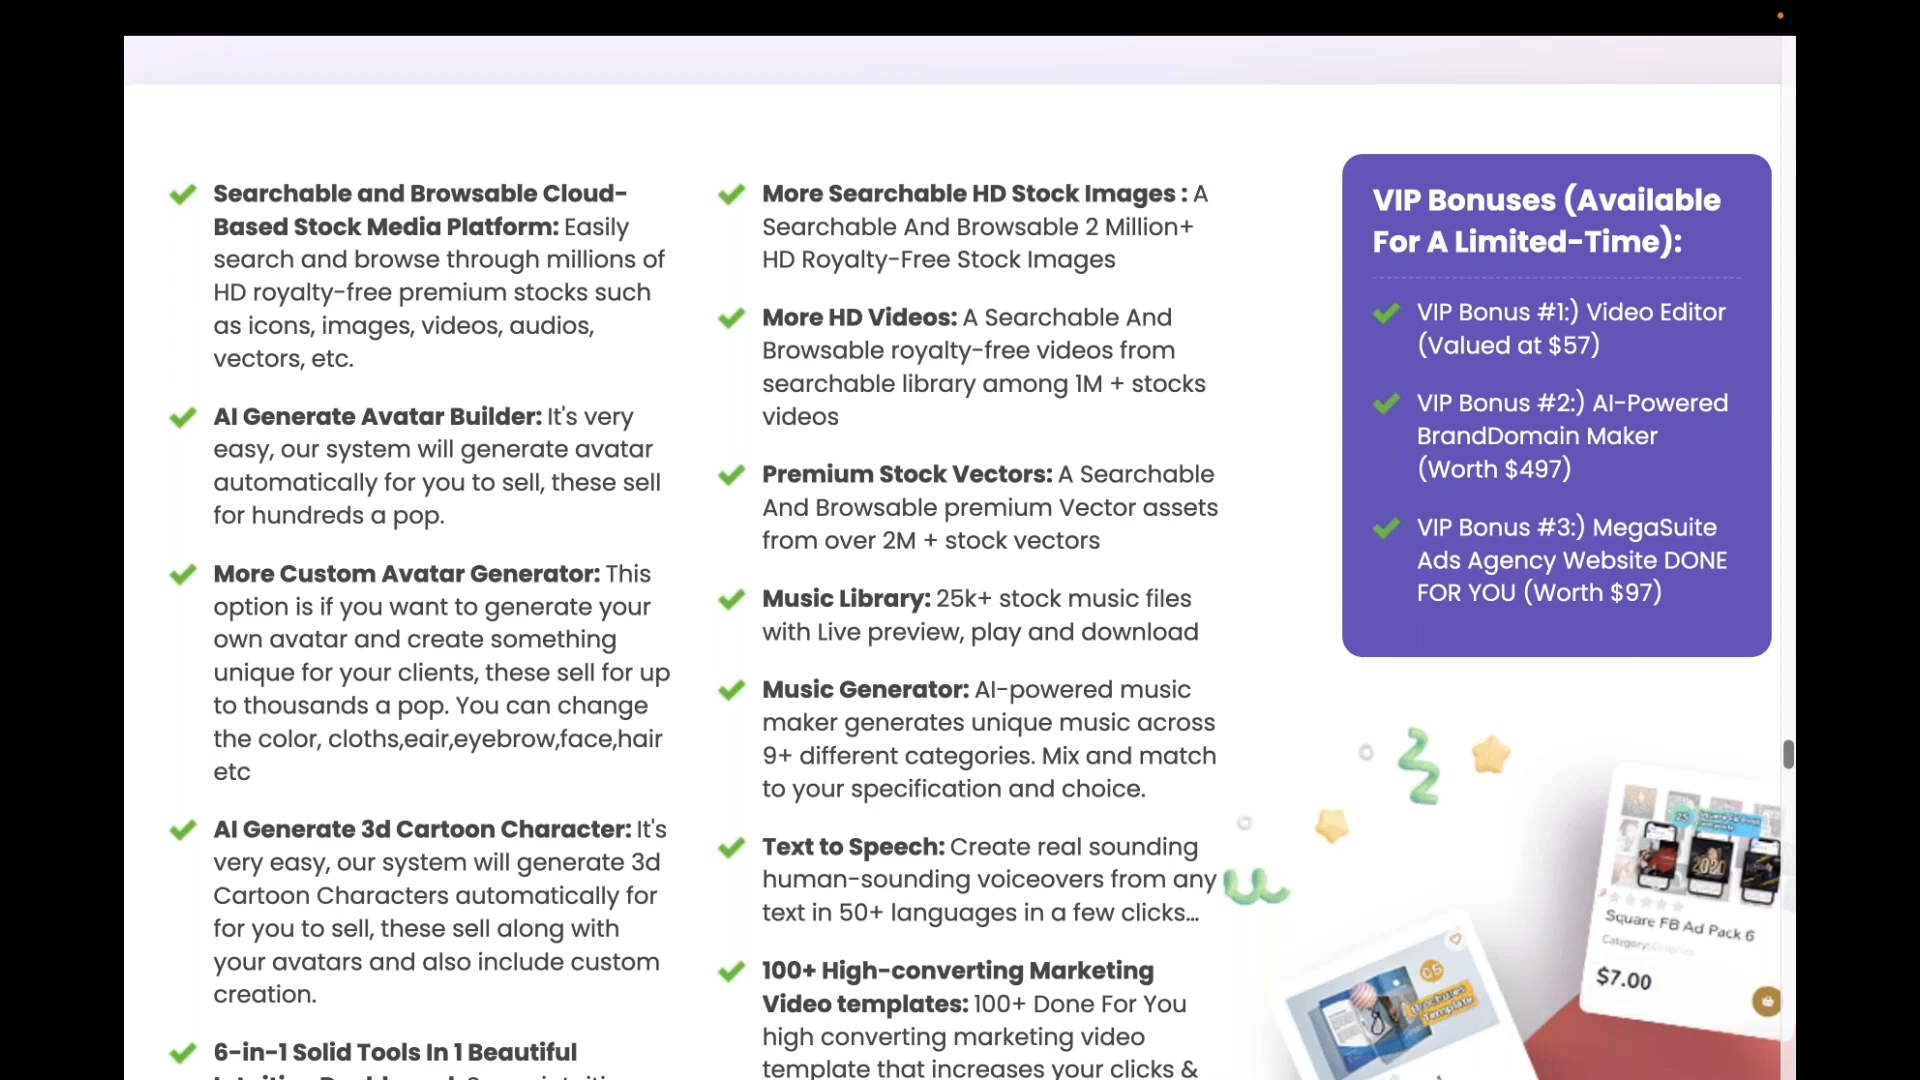 Searchable and Browsable Cloud-
Based Stock Media Platform: Easily
search and browse through millions of
HD royalty-free premium stocks such
as icons, images, videos, audios,
vectors, etc.
AI Generate Avatar Builder: It's very
easy, our system will generate avatar
automatically for you to sell, these sell
for hundreds a pop.
More Custom Avatar Generator: This
option is if you want to generate your
own avatar and create something
unique for your clients, these sell for up
to thousands a pop. You can change
the color, cloths,eair,eyebrow,face,hair
etc
AI Generate 3d Cartoon Character: It's
very easy, our system will generate 3d
Cartoon Characters automatically for
for you to sell, these sell along with
your avatars and also include custom
creation.
6-in-1 Solid Tools In 1 Beautiful
More Searchable HD Stock Images : A
Searchable And Browsable 2 Million+
HD Royalty-Free Stock Images
More HD Videos: A Searchable And
Browsable royalty-free videos from
searchable library among 1M + stocks
videos
Premium Stock Vectors: A Searchable
And Browsable premium Vector assets
from over 2M + stock vectors
Music Library: 25k+ stock music files
with Live preview, play and download
Music Generator: AI-powered music
maker generates unique music across
9+ different categories. Mix and match
to your specification and choice.
Text to Speech: Create real sounding
human-sounding voiceovers from any
text in 50+ languages in a few clicks...
100+ High-converting Marketing
Video templates: 100+ Done For You
high converting marketing video
template that increases your clicks &
VIP Bonuses (Available
For A Limited-Time):
VIP Bonus #1:) Video Editor
(Valued at $57)
VIP Bonus #2:) AI-Powered
BrandDomain Maker
(Worth $497)
VIP Bonus #3:) MegaSuite
Ads Agency Website DONE
FOR YOU (Worth $97)
25
2020
Square FB Ad Pack 6
Category: Graphics
$7.00
05
Brochures
Template